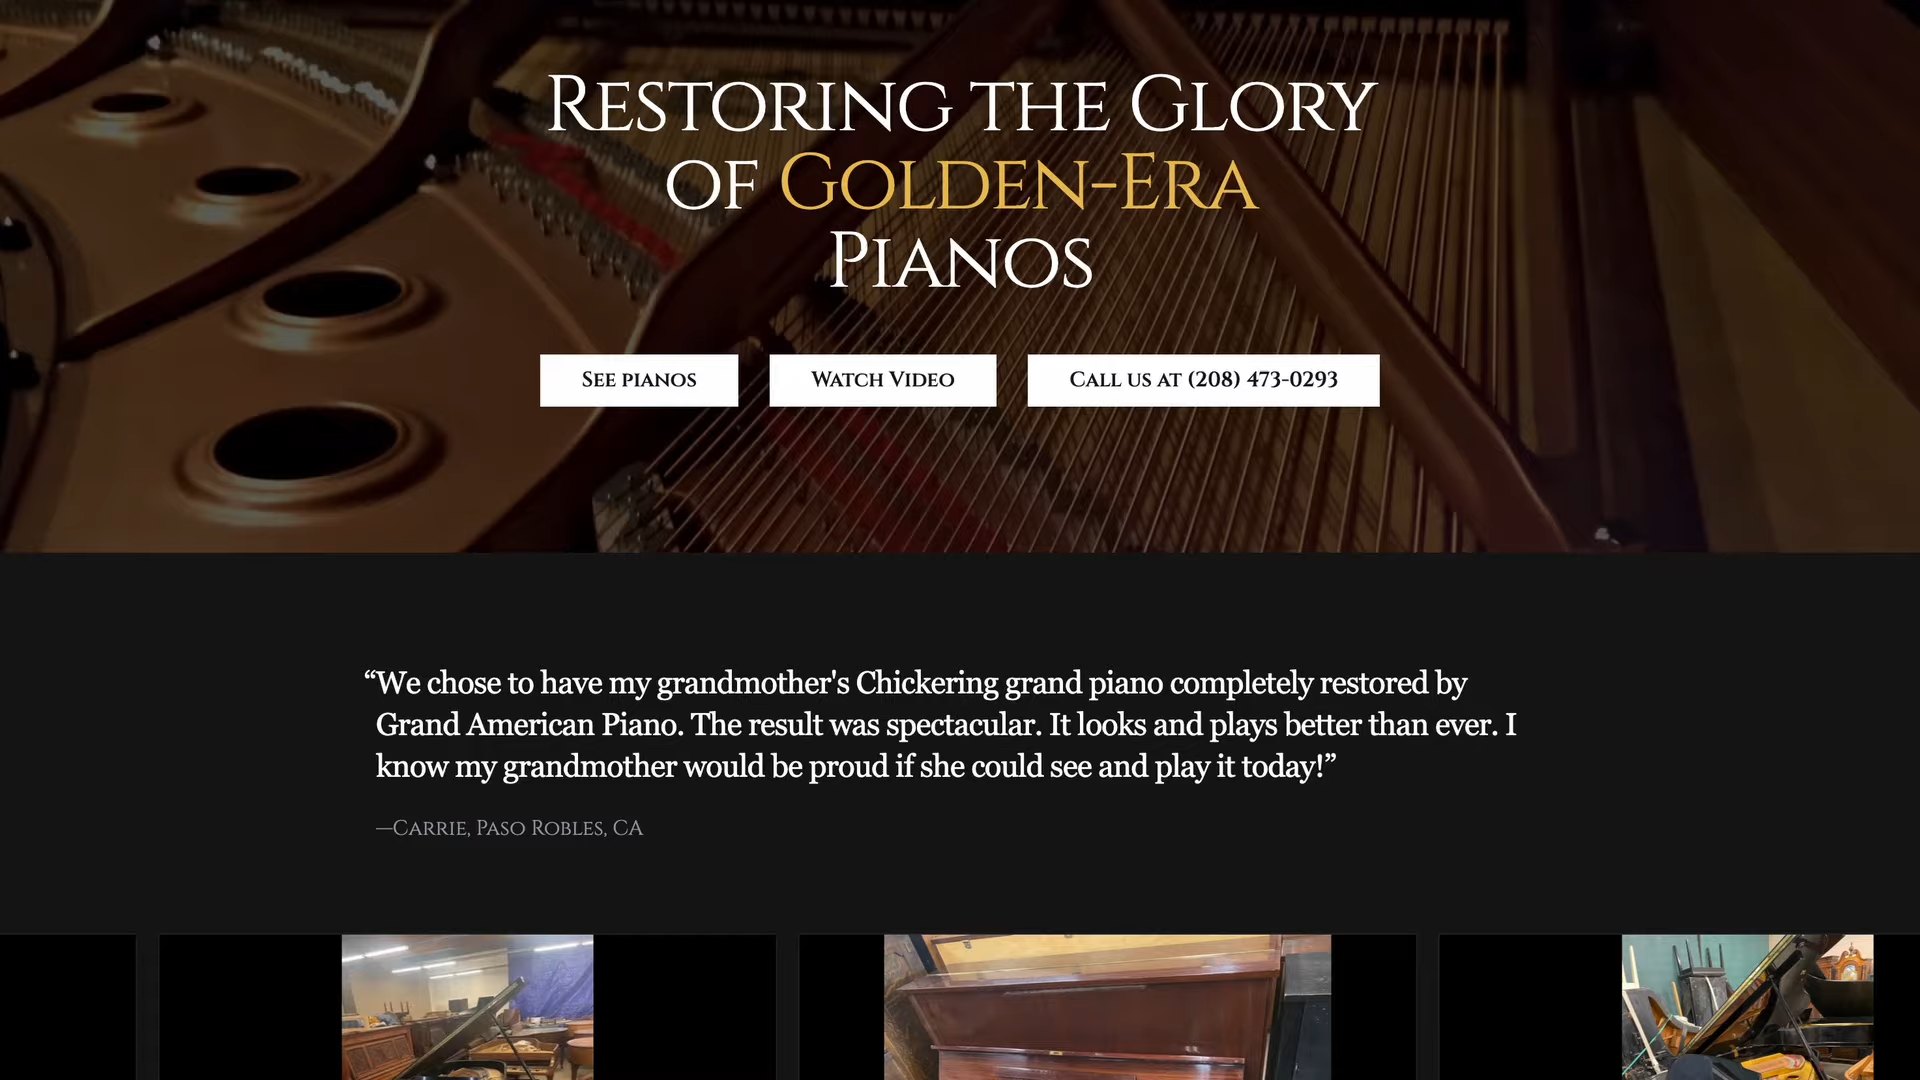 Restoring the Glory
of Golden-Era
Pianos
See pianos
Watch Video
Call us at (208) 473-0293
“We chose to have my grandmother's Chickering grand piano completely restored by
Grand American Piano. The result was spectacular. It looks and plays better than ever. I
know my grandmother would be proud if she could see and play it today!”
—Carrie, Paso Robles, CA